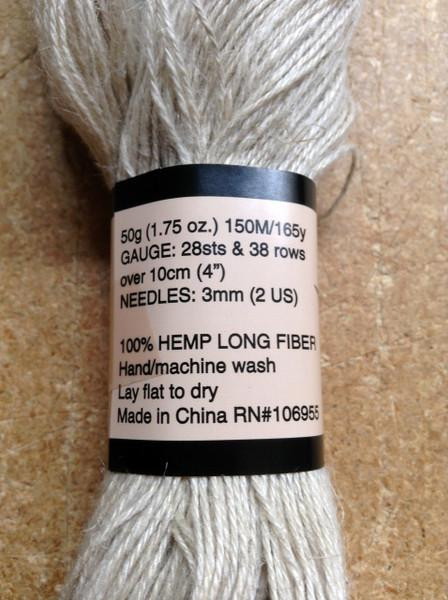 50g (1.75 oz.) 150M/165y
GAUGE: 28sts & 38 rows
over 10cm (4”)
NEEDLES: 3mm (2 US)
100% HEMP LONG FIBER
Hand/machine wash
Lay flat to dry
Made in China RN#106955